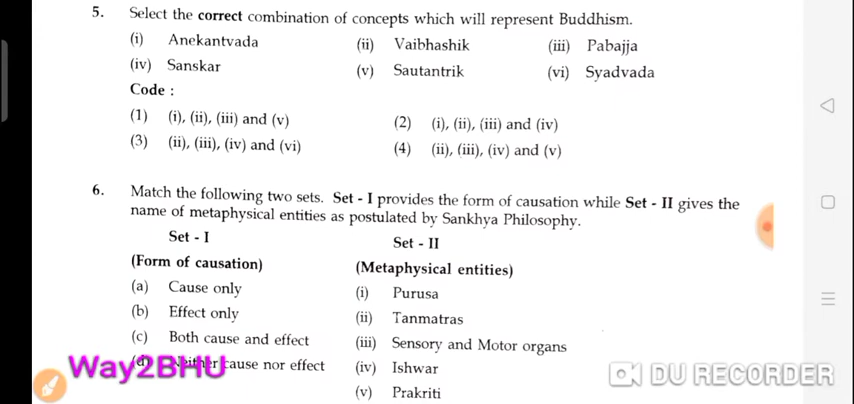 5. Select the correct combination of concepts which will represent Buddhism.
(i) Anekantvada (ii) Vaibhashik (iii) Pabajja
(iv) Sanskar (v) Sautantrik (vi) Syadvada
Code :
(1) (i), (ii), (iii) and (v) (2) (i), (ii), (iii) and (iv)
(3) (ii), (iii), (iv) and (vi) (4) (ii), (iii), (iv) and (v)
6. Match the following two sets. Set - I provides the form of causation while Set - II gives the
name of metaphysical entities as postulated by Sankhya Philosophy.
Set - I Set - II
(Form of causation) (Metaphysical entities)
(a) Cause only (i) Purusa
(b) Effect only (ii) Tanmatras
(c) Both cause and effect (iii) Sensory and Motor organs
(d) Neither cause nor effect (iv) Ishwar
(v) Prakriti
Way2BHU
DU RECORDER